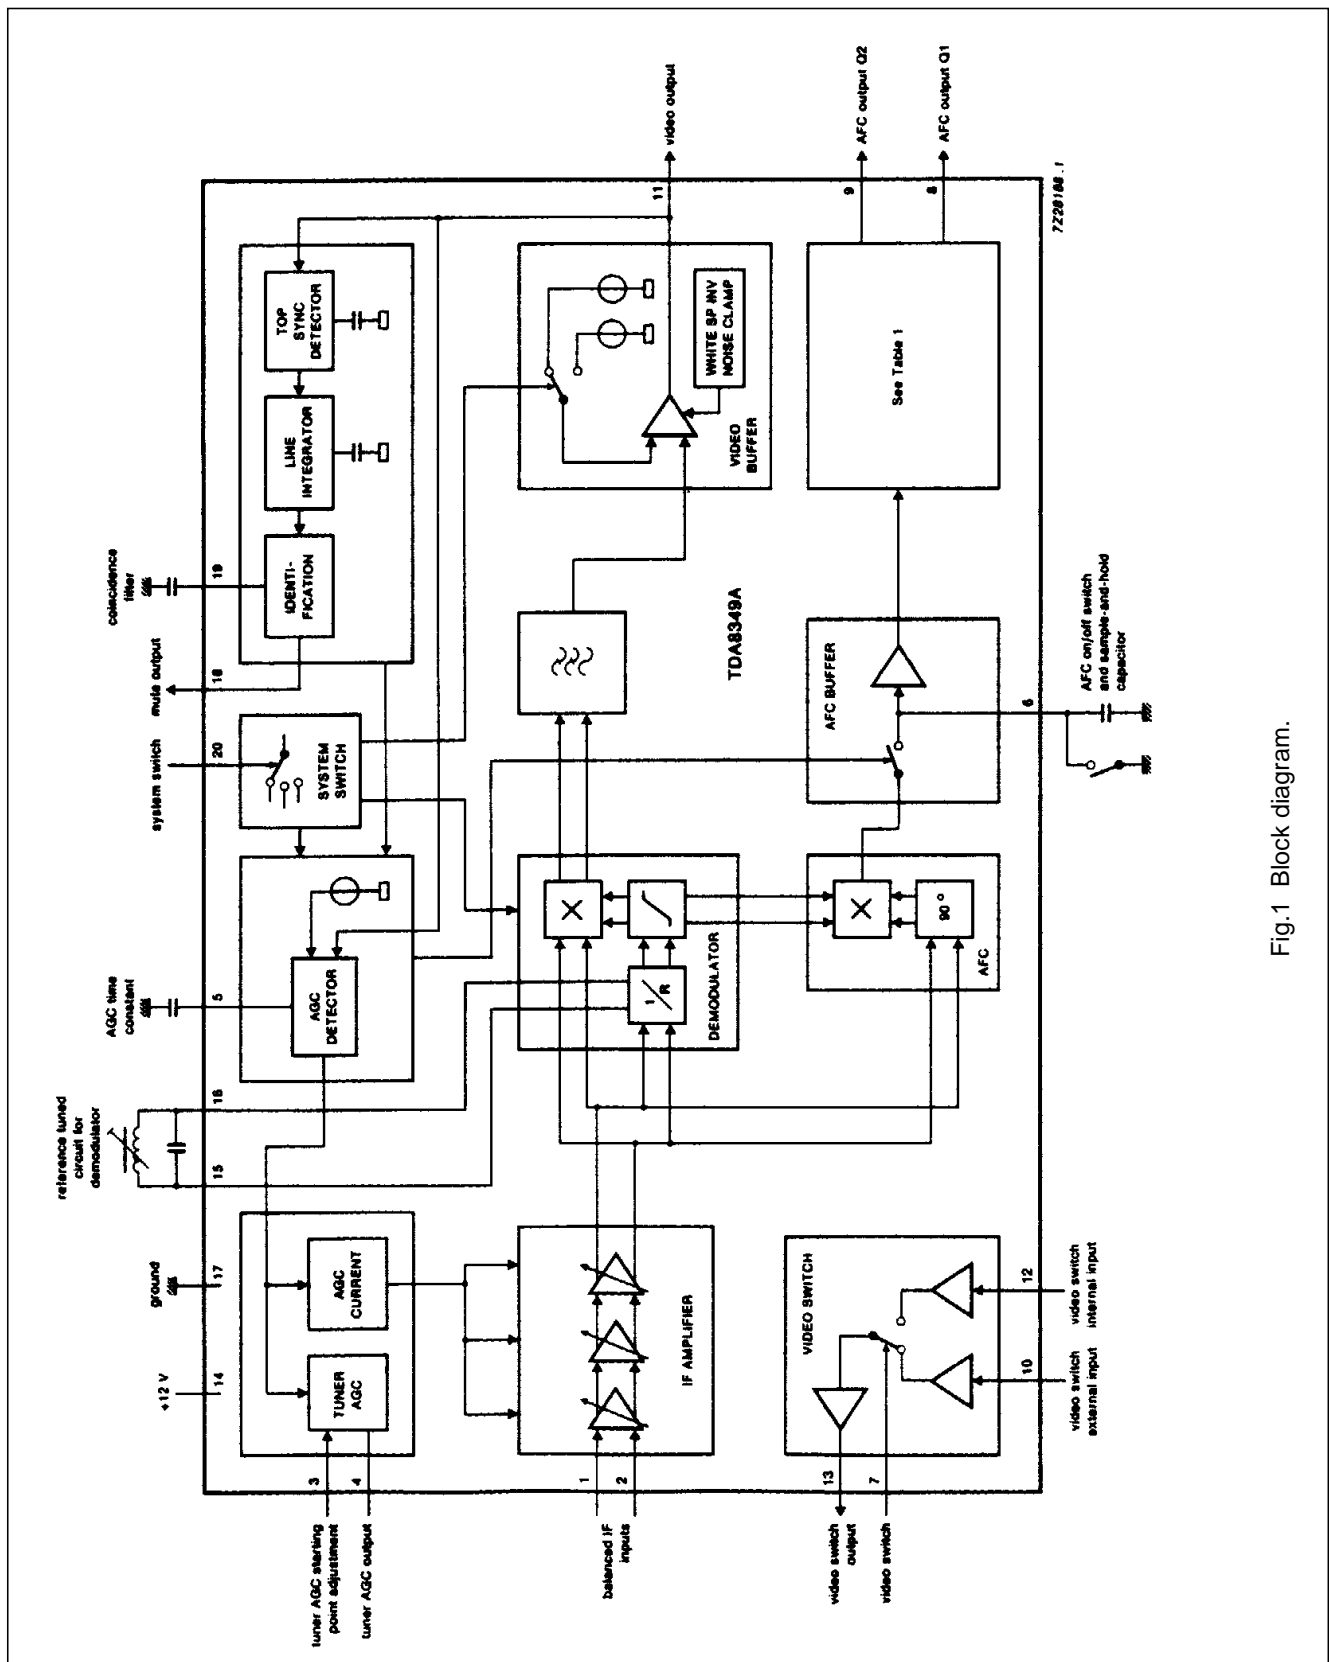 tuner AGC starting
point adjustment
3
tuner AGC output
4
+12 V
14
ground
17
reference tuned
circuit for
demodulator
15
16
AGC time
constant
5
system switch
20
mute output
18
coincidence
filter
19
TUNER
AGC
AGC
CURRENT
AGC
DETECTOR
SYSTEM
SWITCH
IDENTI-
FICATION
LINE
INTEGRATOR
TOP
SYNC
DETECTOR
balanced IF
inputs
1
2
IF AMPLIFIER
1
R
DEMODULATOR
TDA8349A
VIDEO
BUFFER
WHITE SP INV
NOISE CLAMP
11
video output
video switch
output
13
video switch
7
VIDEO SWITCH
10
video switch
external input
12
video switch
internal input
90°
AFC
AFC BUFFER
6
AFC on/off switch
and sample-and-hold
capacitor
See Table 1
9
AFC output Q2
8
AFC output Q1
7Z28188.1
Fig.1 Block diagram.